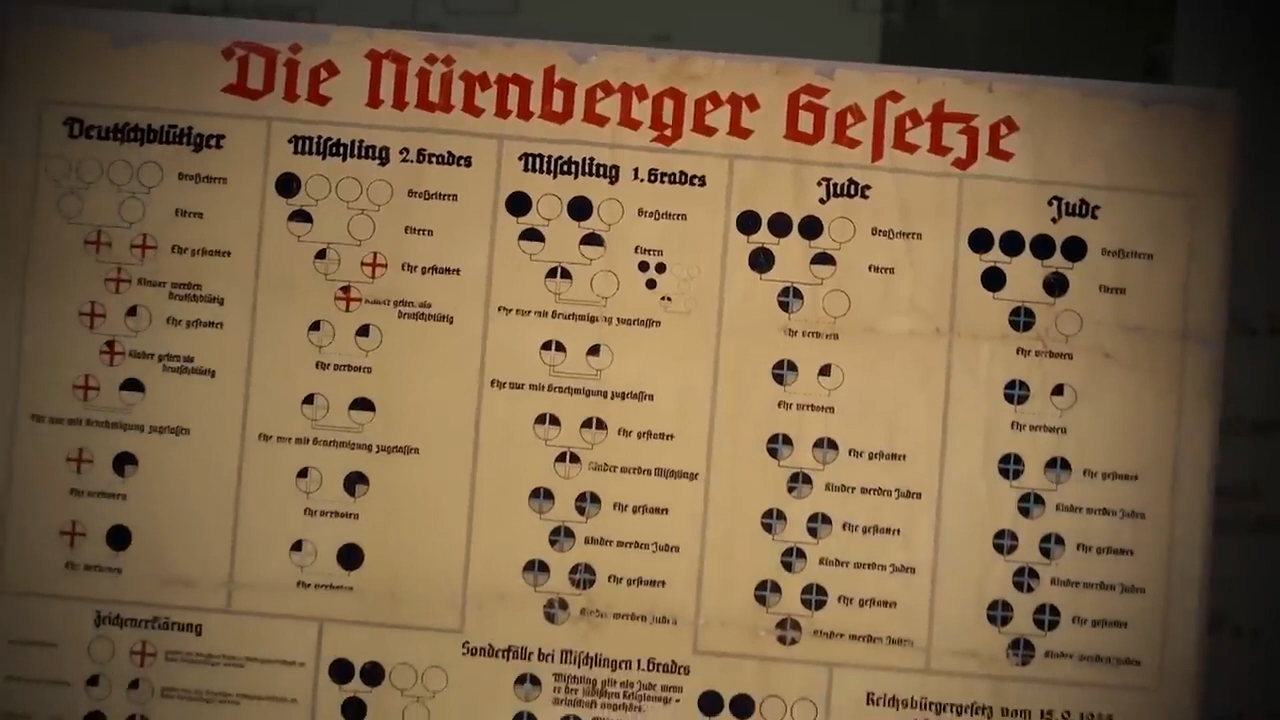 Die Nürnberger Gesetze
Deutschblütiger
Großeltern
Eltern
Ehe gestattet
Kinder werden
deutschblütig
Ehe gestattet
Kinder gelten als
deutschblütig
Ehe nur mit Genehmigung zugelassen
Ehe verboten
Ehe verboten
Mischling 2. Grades
Großeltern
Eltern
Ehe gestattet
Kinder gelten als
deutschblütig
Ehe verboten
Ehe nur mit Genehmigung zugelassen
Ehe verboten
Ehe verboten
Mischling 1. Grades
Großeltern
Eltern
Ehe nur mit Genehmigung zugelassen
Ehe nur mit Genehmigung zugelassen
Ehe gestattet
Kinder werden Mischlinge
Ehe gestattet
Kinder werden Juden
Ehe gestattet
Kinder werden Juden
Jude
Großeltern
Eltern
Ehe verboten
Ehe verboten
Ehe gestattet
Kinder werden Juden
Ehe gestattet
Kinder werden Juden
Ehe gestattet
Kinder werden Juden
Jude
Großeltern
Eltern
Ehe verboten
Ehe verboten
Ehe gestattet
Kinder werden Juden
Ehe gestattet
Kinder werden Juden
Ehe gestattet
Kinder werden Juden
Zeichenerklärung
Sonderfälle bei Mischlingen 1. Grades
Mischling gilt als Jude wenn
er der jüdischen Religionsge-
meinschaft angehört.
Reichsbürgergesetz vom 15.9.1935